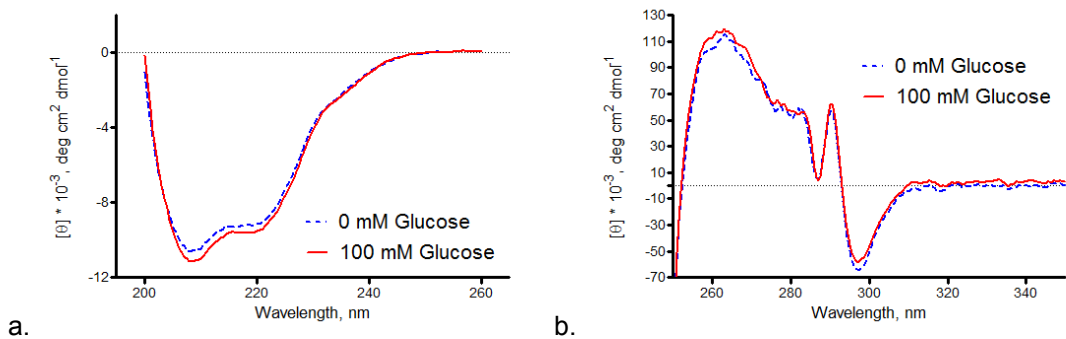 0
-4
-8
-12
[θ] * 10⁻³, deg cm² dmol⁻¹
0 mM Glucose
100 mM Glucose
200 220 240 260
Wavelength, nm
a.
130
110
90
70
50
30
10
-10
-30
-50
-70
[θ] * 10⁻³, deg cm² dmol⁻¹
0 mM Glucose
100 mM Glucose
260 280 300 320 340
Wavelength, nm
b.